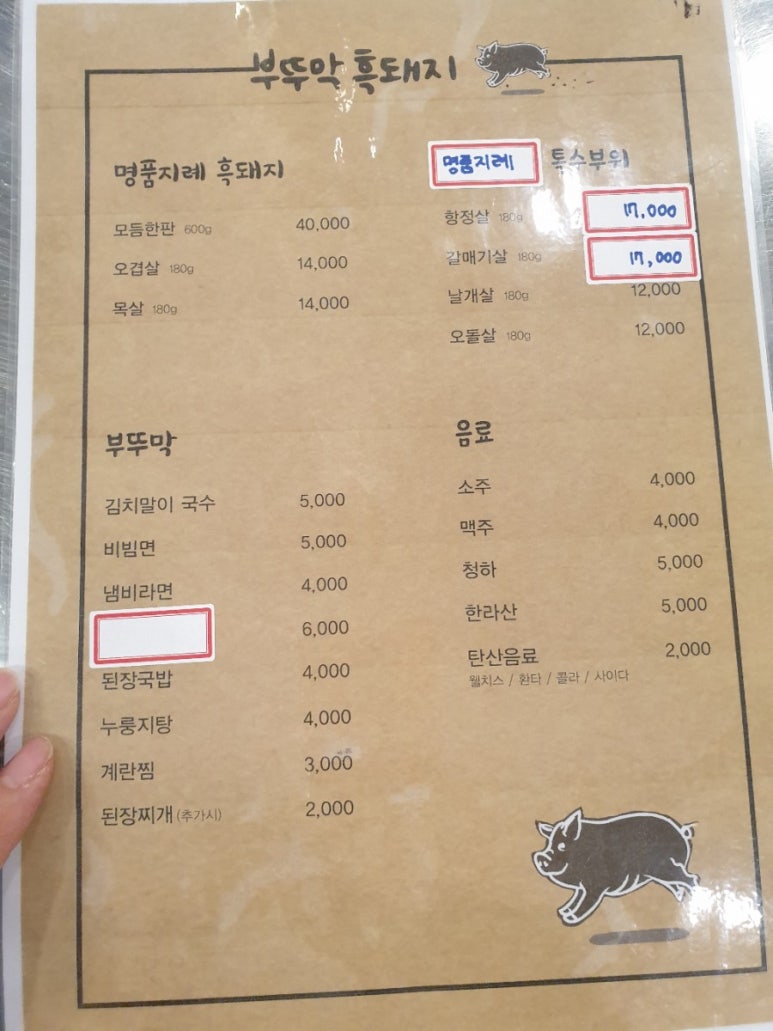 부뚜막 흑돼지
명품지례 흑돼지
모듬한판 600g 40,000
오겹살 180g 14,000
목살 180g 14,000
명품지례 특수부위
항정살 180g 17,000
갈매기살 180g 17,000
날개살 180g 12,000
오돌살 180g 12,000
부뚜막
김치말이 국수 5,000
비빔면 5,000
냄비라면 4,000
6,000
된장국밥 4,000
누룽지탕 4,000
계란찜 3,000
된장찌개 (추가시) 2,000
음료
소주 4,000
맥주 4,000
청하 5,000
한라산 5,000
탄산음료 2,000
웰치스 / 환타 / 콜라 / 사이다